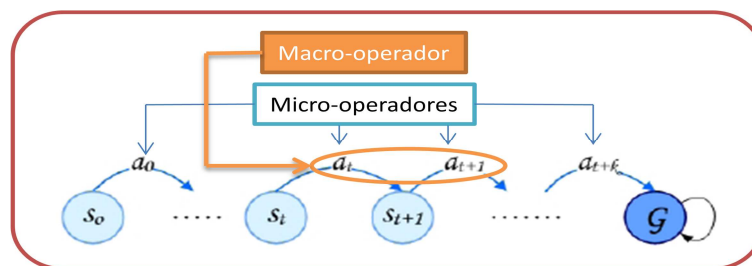 Macro-operador
Micro-operadores
a₀ aₜ aₜ₊₁ aₜ₊ₖ
s₀ ..... sₜ sₜ₊₁ ...... G